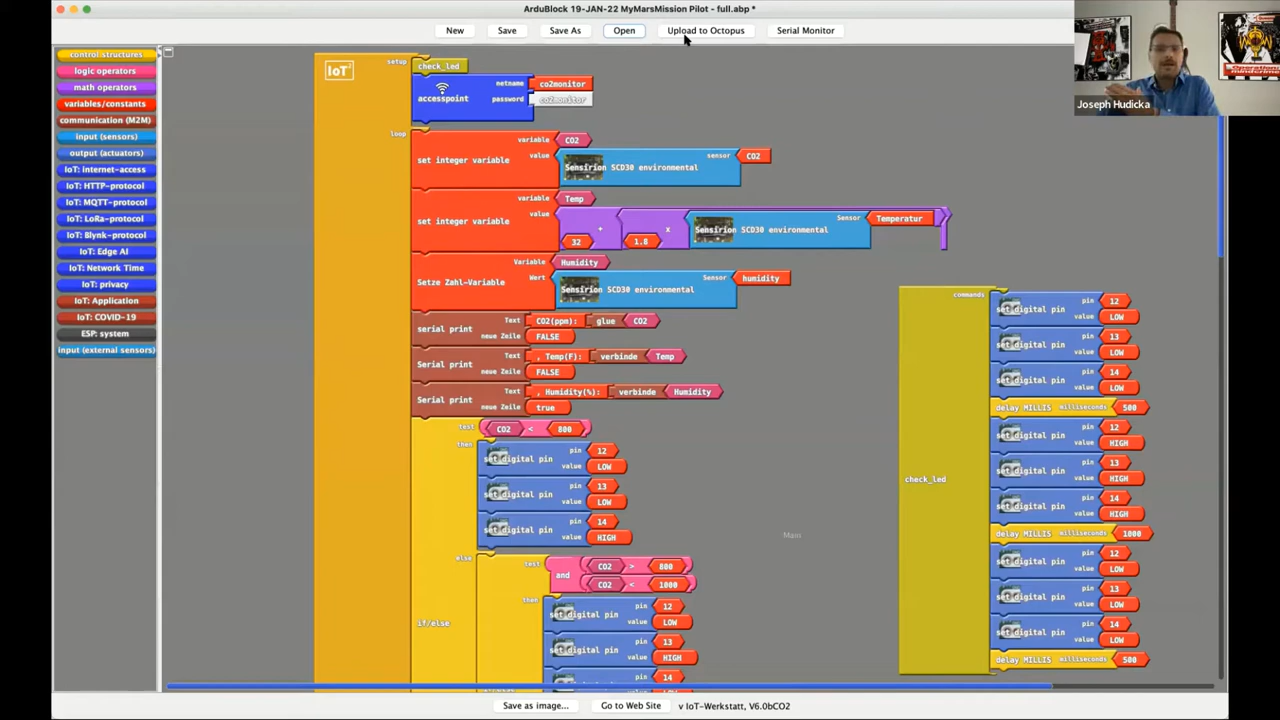 ArduBlock 19-JAN-22 MyMarsMission Pilot - full.abp *
New
Save
Save As
Open
Upload to Octopus
Serial Monitor
Joseph Hudicka
control structures
logic operators
math operators
variables/constants
communication (M2M)
input (sensors)
output (actuators)
IoT: internet-access
IoT: HTTP-protocol
IoT: MQTT-protocol
IoT: LoRa-protocol
IoT: Blynk-protocol
IoT: Edge AI
IoT: Network Time
IoT: privacy
IoT: Application
IoT: COVID-19
ESP: system
input (external sensors)
IoT²
setup
check_led
accesspoint
netname
co2monitor
password
co2monitor
loop
set integer variable
variable
CO2
value
Sensirion SCD30 environmental
sensor
CO2
set integer variable
variable
Temp
value
32
+
1.8
x
Sensirion SCD30 environmental
Sensor
Temperatur
Setze Zahl-Variable
Variable
Humidity
Wert
Sensirion SCD30 environmental
Sensor
humidity
serial print
Text
CO2(ppm):
glue
CO2
neue Zeile
FALSE
Serial print
Text
, Temp(F):
verbinde
Temp
neue Zeile
FALSE
Serial print
Text
, Humidity(%):
verbinde
Humidity
neue Zeile
true
if/else
test
CO2 < 800
then
set digital pin
pin
12
value
LOW
set digital pin
pin
13
value
LOW
set digital pin
pin
14
value
HIGH
else
test
and
CO2 > 800
CO2 < 1000
then
set digital pin
pin
12
value
LOW
set digital pin
pin
13
value
HIGH
set digital pin
pin
14
Maus
check_led
commands
set digital pin
pin
12
value
LOW
set digital pin
pin
13
value
LOW
set digital pin
pin
14
value
LOW
delay MILLIS
milliseconds
500
set digital pin
pin
12
value
HIGH
set digital pin
pin
13
value
HIGH
set digital pin
pin
14
value
HIGH
delay MILLIS
milliseconds
1000
set digital pin
pin
12
value
LOW
set digital pin
pin
13
value
LOW
set digital pin
pin
14
value
LOW
delay MILLIS
milliseconds
500
Save as image...
Go to Web Site
v IoT-Werkstatt, V6.0bCO2